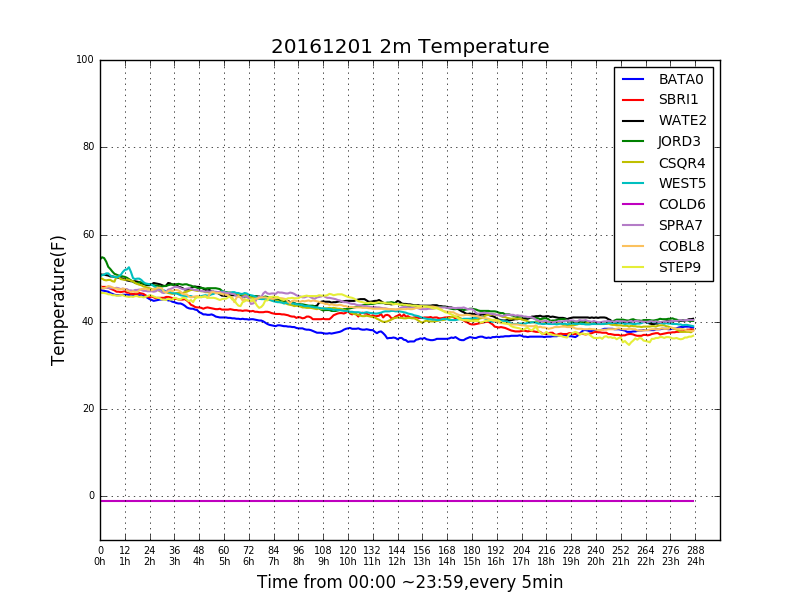 20161201 2m Temperature
BATA0
SBRI1
WATE2
JORD3
CSQR4
WEST5
COLD6
SPRA7
COBL8
STEP9
Temperature(F)
100
80
60
40
20
0
0 12 24 36 48 60 72 84 96 108 120 132 144 156 168 180 192 204 216 228 240 252 264 276 288
0h 1h 2h 3h 4h 5h 6h 7h 8h 9h 10h 11h 12h 13h 14h 15h 16h 17h 18h 19h 20h 21h 22h 23h 24h
Time from 00:00 ~23:59,every 5min